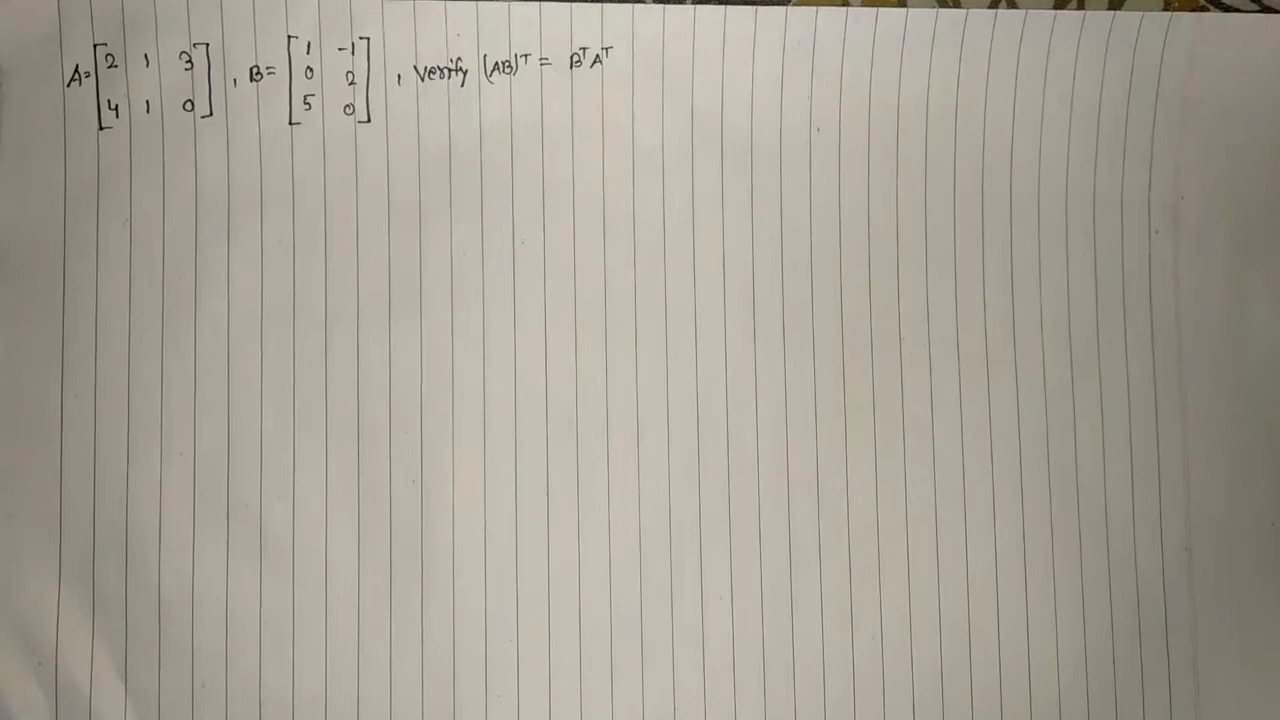 A= [2 1 3
4 1 0] , B= [1 -1
0 2
5 0] , Verify (AB)ᵀ = BᵀAᵀ